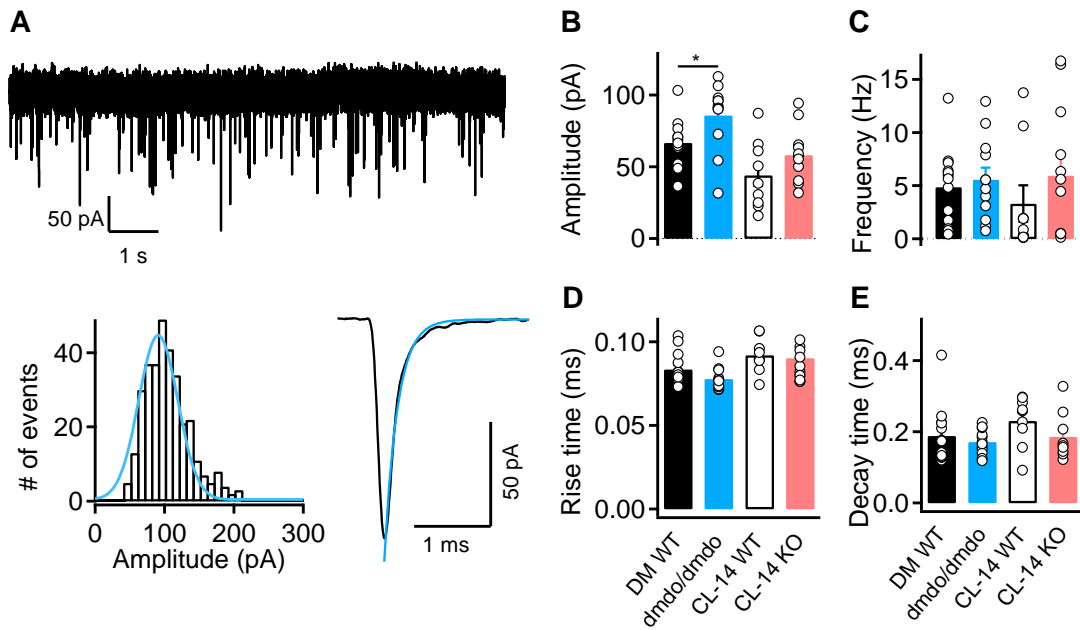 A
50 pA
1 s
# of events
40
20
0
0
100
200
300
Amplitude (pA)
50 pA
1 ms
B
Amplitude (pA)
100
50
0
*
C
Frequency (Hz)
15
10
5
0
D
Rise time (ms)
0.10
0.05
0.00
DM WT
dmdo/dmdo
CL-14 WT
CL-14 KO
E
Decay time (ms)
0.4
0.2
0.0
DM WT
dmdo/dmdo
CL-14 WT
CL-14 KO